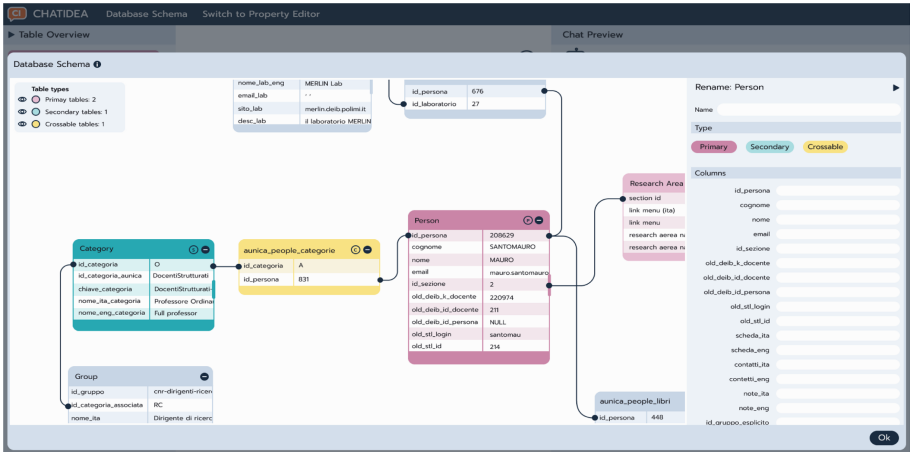 CI CHATIDEA Database Schema Switch to Property Editor
Table Overview
Chat Preview
Database Schema
Table types
Primay tables: 2
Secondary tables: 1
Crossable tables: 1
nome_lab_eng MERLIN Lab
email_lab - -
sito_lab merlin.deib.polimi.it
desc_lab il laboratorio MERLIN
id_persona 676
id_laboratorio 27
Research Area
section id
link menu (ita)
link menu
research aerea n
research aerea n
Person P
id_persona 208629
cognome SANTOMAURO
nome MAURO
email mauro.santomauro
id_sezione 2
old_deib_k_docente 220974
old_deib_id_docente 211
old_deib_id_persona NULL
old_stl_login santomau
old_stl_id 214
Category S
id_categoria O
id_categoria_aunica DocentiStrutturati
chiave_categoria DocentiStrutturati-
nome_ita_categoria Professore Ordina
nome_eng_categoria Full professor
aunica_people_categorie C
id_categoria A
id_persona 831
Group
id_gruppo cnr-dirigenti-ricer
id_categoria_associata RC
nome_ita Dirigente di ricerc
aunica_people_libri
id_persona 448
Rename: Person
Name
Type
Primary Secondary Crossable
Columns
id_persona
cognome
nome
email
id_sezione
old_deib_k_docente
old_deib_id_docente
old_deib_id_persona
old_stl_login
old_stl_id
scheda_ita
scheda_eng
contatti_ita
contetti_eng
note_ita
note_eng
id_gruppo_esplicito
Ok